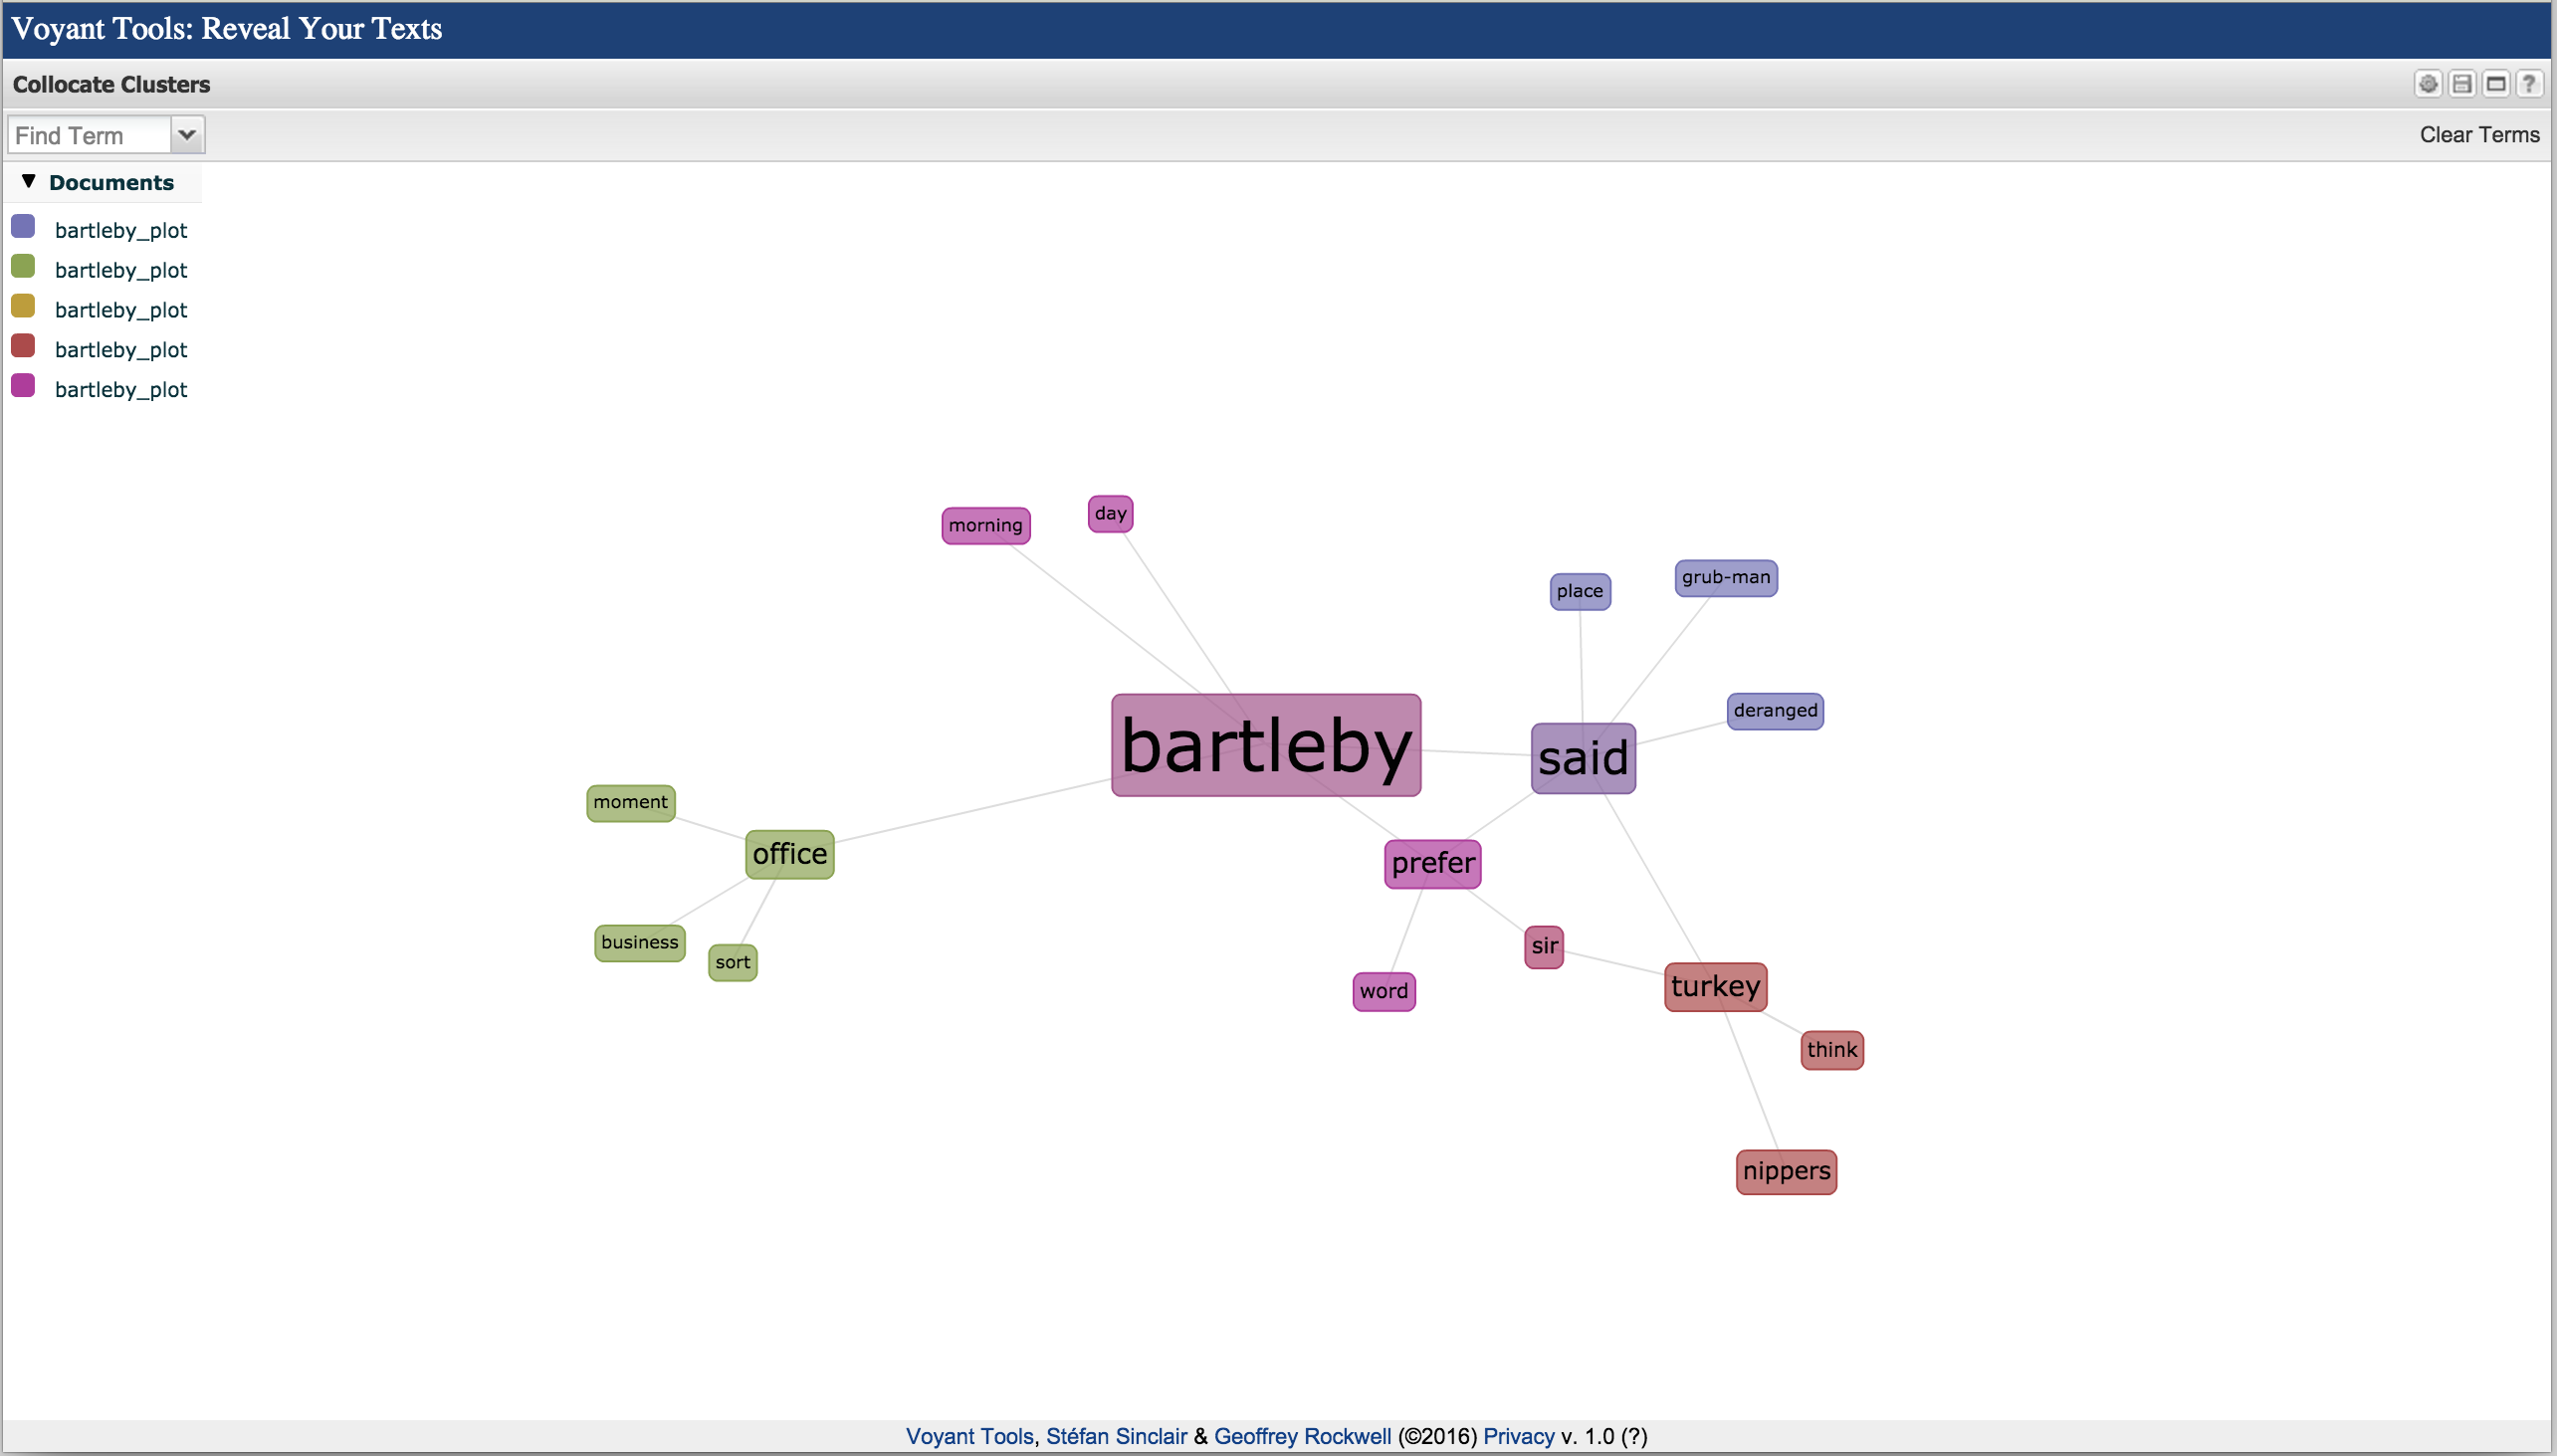 Voyant Tools: Reveal Your Texts
Collocate Clusters
?
Find Term
Clear Terms
Documents
bartleby_plot
bartleby_plot
bartleby_plot
bartleby_plot
bartleby_plot
morning
day
place
grub-man
deranged
bartleby
said
moment
office
prefer
business
sort
sir
word
turkey
think
nippers
Voyant Tools, Stéfan Sinclair & Geoffrey Rockwell (©2016) Privacy v. 1.0 (?)